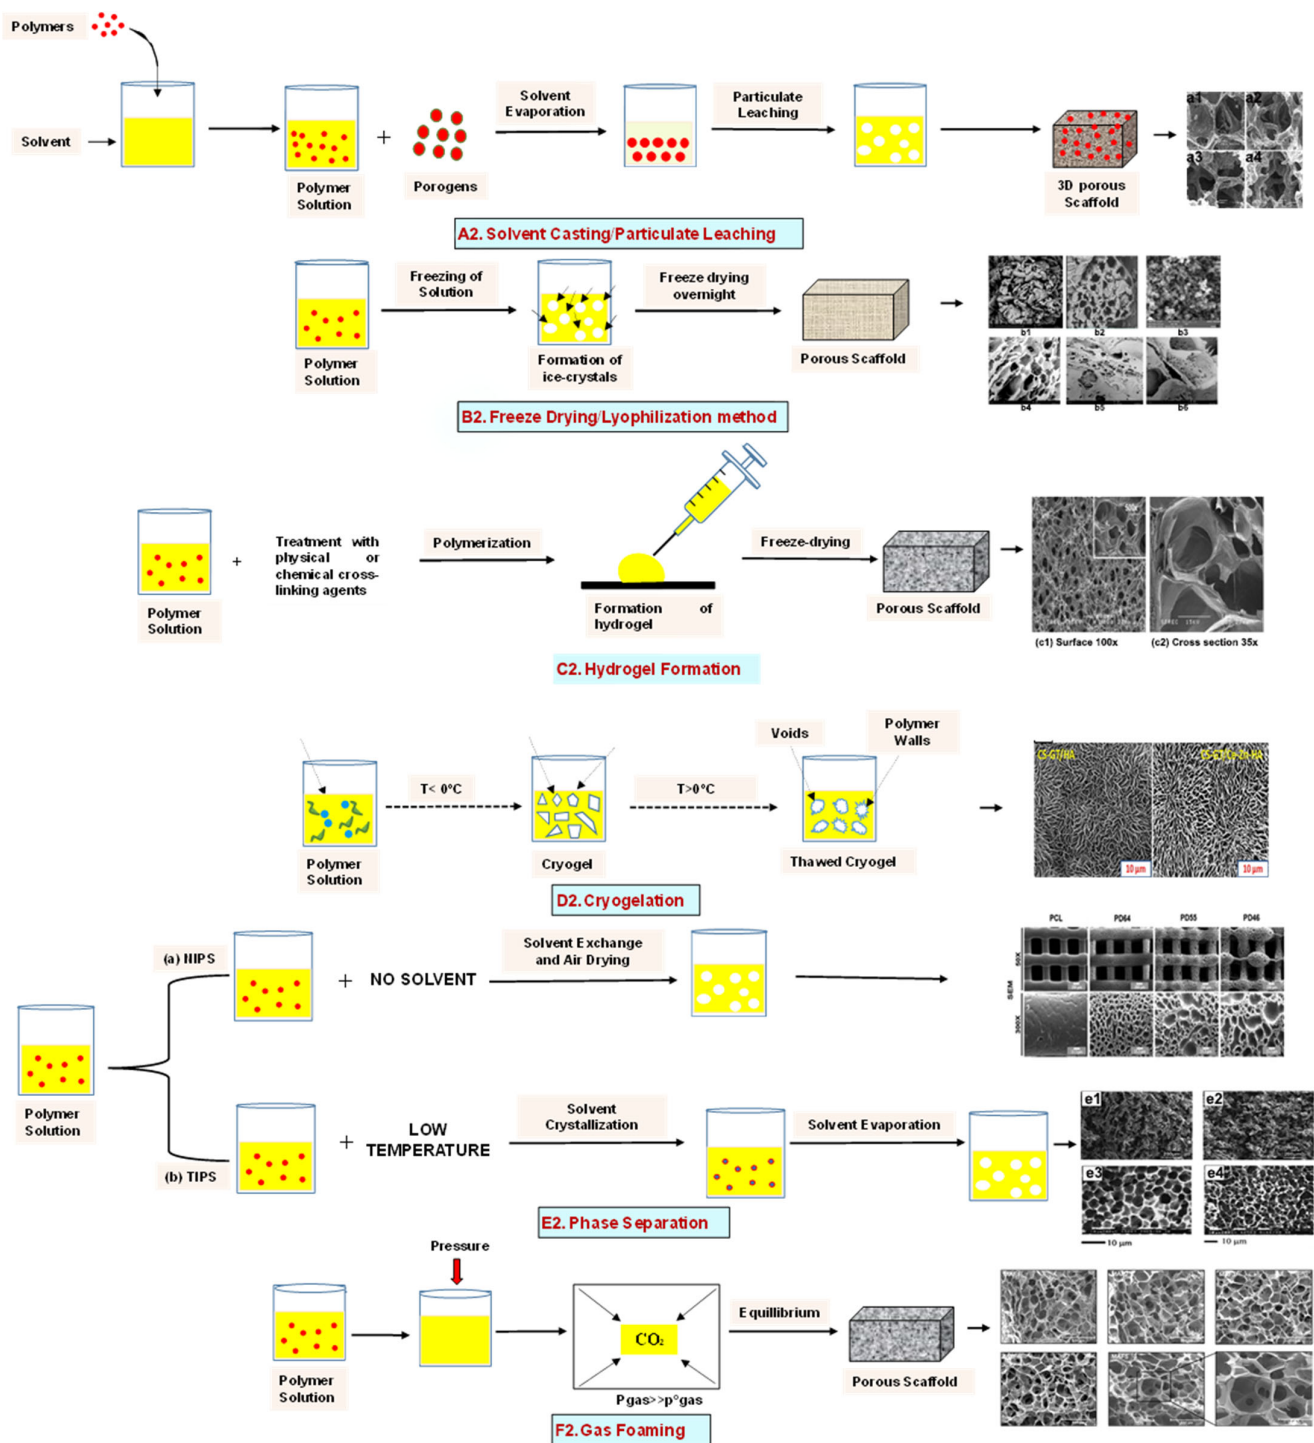 Polymers
Solvent
Polymer
Solution
+
Porogens
Solvent
Evaporation
Particulate
Leaching
3D porous
Scaffold
a1
a2
a3
a4
A2. Solvent Casting/Particulate Leaching
Polymer
Solution
Freezing of
Solution
Formation of
ice-crystals
Freeze drying
overnight
Porous Scaffold
b1
b2
b3
b4
b5
b6
B2. Freeze Drying/Lyophilization method
Polymer
Solution
+
Treatment with
physical or
chemical cross-
linking agents
Polymerization
Formation of
hydrogel
Freeze-drying
Porous Scaffold
(c1) Surface 100x
(c2) Cross section 35x
C2. Hydrogel Formation
Polymer
Solution
T< 0°C
Cryogel
T>0°C
Voids
Polymer
Walls
Thawed Cryogel
CS-GT/HA
10 µm
10 µm
D2. Cryogelation
Polymer
Solution
(a) NIPS
+
NO SOLVENT
Solvent Exchange
and Air Drying
PCL
PD64
PD55
PD46
SEM
50X
300X
(b) TIPS
+
LOW
TEMPERATURE
Solvent
Crystallization
Solvent Evaporation
e1
e2
e3
e4
10 µm
10 µm
E2. Phase Separation
Polymer
Solution
Pressure
CO₂
Pgas>>p°gas
Equillibrium
Porous Scaffold
F2. Gas Foaming